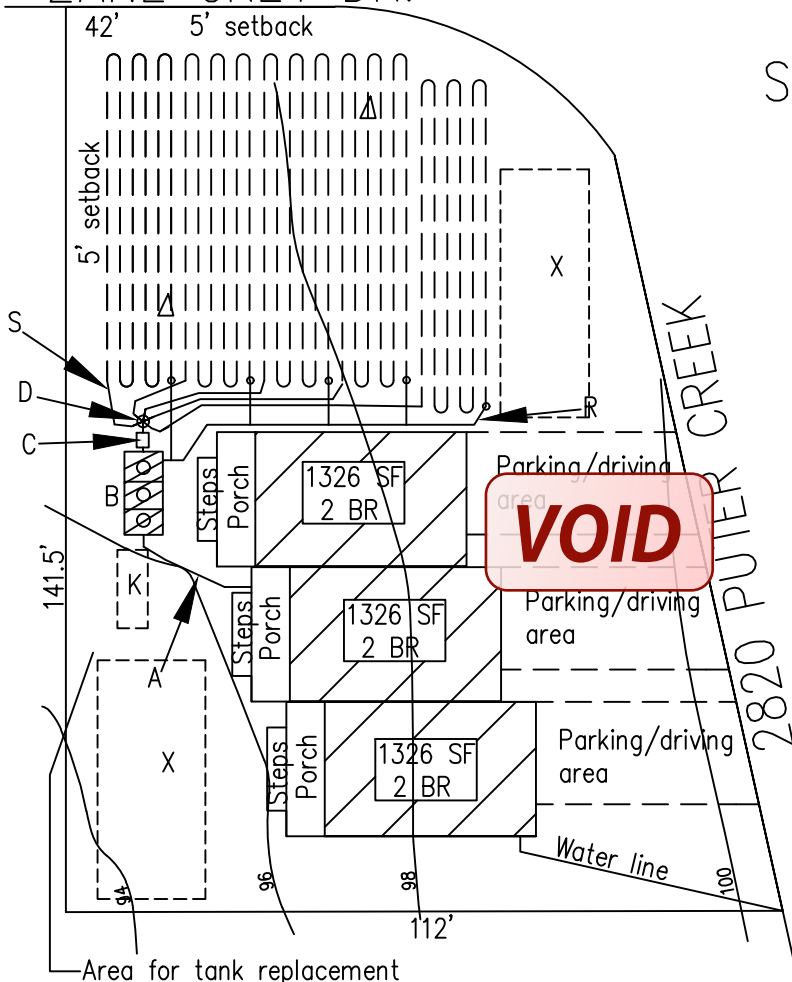 42' 5' setback
S
5' setback
S
D
C
B
R
Steps
Porch
1326 SF
2 BR
Parking/driving
area
VOID
K
141.5'
A
Steps
Porch
1326 SF
2 BR
Parking/driving
area
X
X
Steps
Porch
1326 SF
2 BR
Parking/driving
area
CREEK
2820
Water line
94
96
98
100
112'
Area for tank replacement